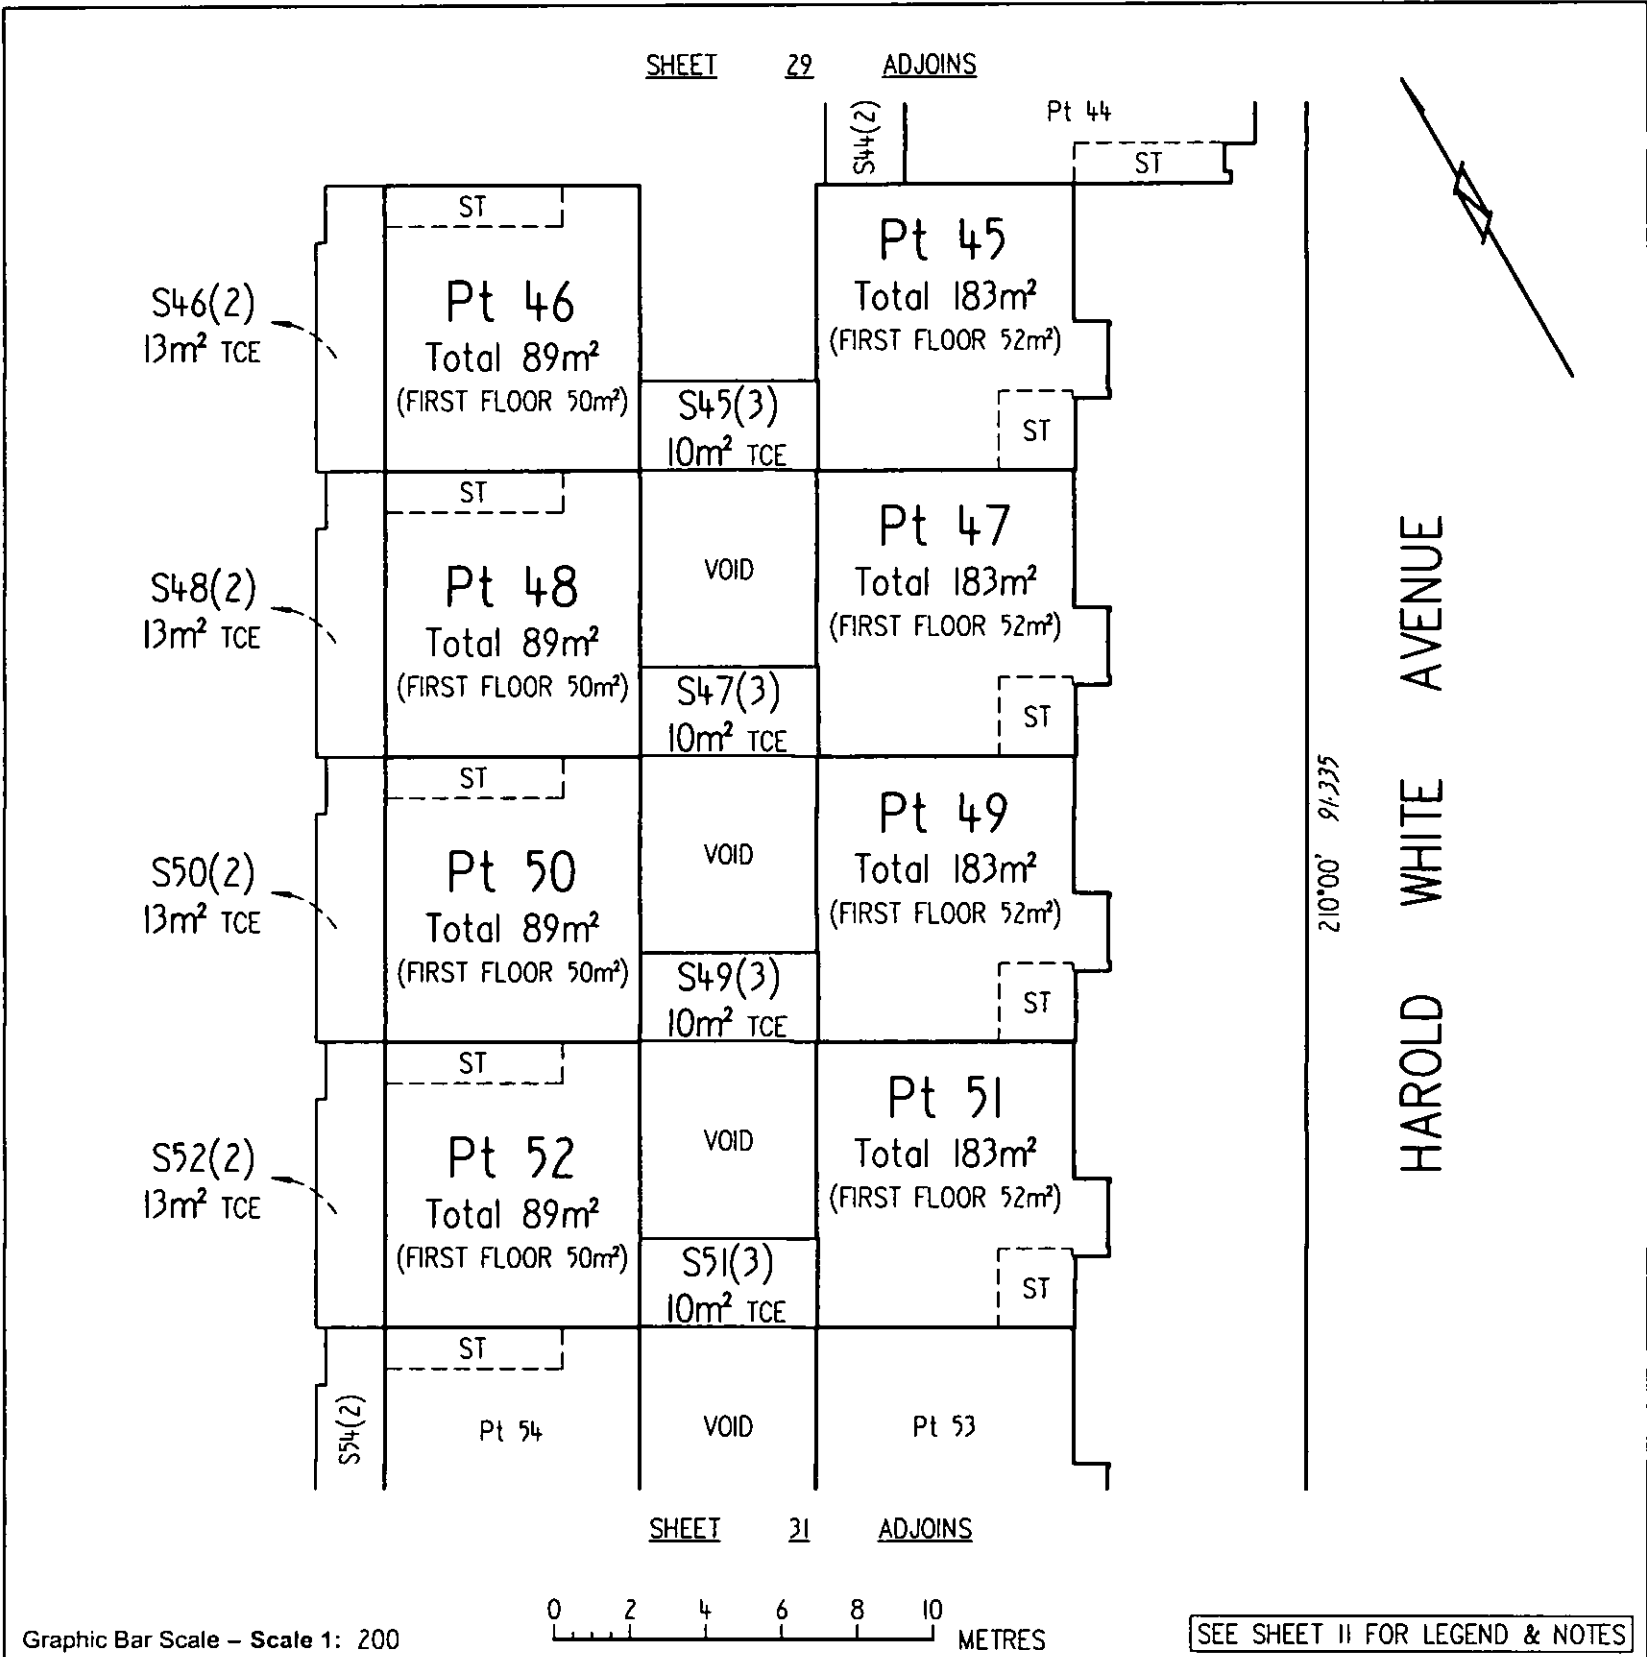 SHEET 29 ADJOINS
S44(2)
Pt 44
ST
ST
Pt 46
Total 89m²
(FIRST FLOOR 50m²)
S46(2)
13m² TCE
Pt 45
Total 183m²
(FIRST FLOOR 52m²)
ST
S45(3)
10m² TCE
ST
Pt 48
Total 89m²
(FIRST FLOOR 50m²)
S48(2)
13m² TCE
VOID
Pt 47
Total 183m²
(FIRST FLOOR 52m²)
ST
S47(3)
10m² TCE
ST
Pt 50
Total 89m²
(FIRST FLOOR 50m²)
S50(2)
13m² TCE
VOID
Pt 49
Total 183m²
(FIRST FLOOR 52m²)
ST
S49(3)
10m² TCE
ST
Pt 52
Total 89m²
(FIRST FLOOR 50m²)
S52(2)
13m² TCE
VOID
Pt 51
Total 183m²
(FIRST FLOOR 52m²)
ST
S51(3)
10m² TCE
ST
S54(2)
Pt 54
VOID
Pt 53
210°00' 91.335
HAROLD WHITE AVENUE
SHEET 31 ADJOINS
Graphic Bar Scale – Scale 1: 200
0 2 4 6 8 10
METRES
SEE SHEET 11 FOR LEGEND & NOTES